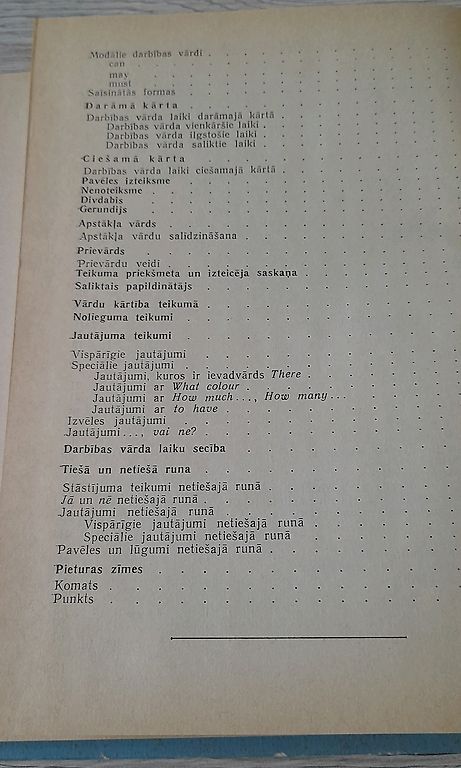 Modālie darbības vārdi
can
may
must
Saīsinātās formas
Darāmā kārta
Darbības vārda laiki darāmajā kārtā
Darbības vārda vienkāršie laiki
Darbības vārda ilgstošie laiki
Darbības vārda saliktie laiki
Ciešamā kārta
Darbības vārda laiki ciešamajā kārtā
Pavēles izteiksme
Nenoteiksme
Divdabis
Gerundijs
Apstākļa vārds
Apstākļa vārdu salīdzināšana
Prievārds
Prievārdu veidi
Teikuma priekšmeta un izteicēja saskaņa
Saliktais papildinātājs
Vārdu kārtība teikumā
Nolieguma teikumi
Jautājuma teikumi
Vispārīgie jautājumi
Speciālie jautājumi
Jautājumi, kuros ir ievadvārds There
Jautājumi ar What colour
Jautājumi ar How much..., How many...
Jautājumi ar to have
Izvēles jautājumi
Jautājumi..., vai ne?
Darbības vārda laiku secība
Tiešā un netiešā runa
Stāstījuma teikumi netiešajā runā
Jā un nē netiešajā runā
Jautājumi netiešajā runā
Vispārīgie jautājumi netiešajā runā
Speciālie jautājumi netiešajā runā
Pavēles un lūgumi netiešajā runā
Pieturas zīmes
Komats
Punkts